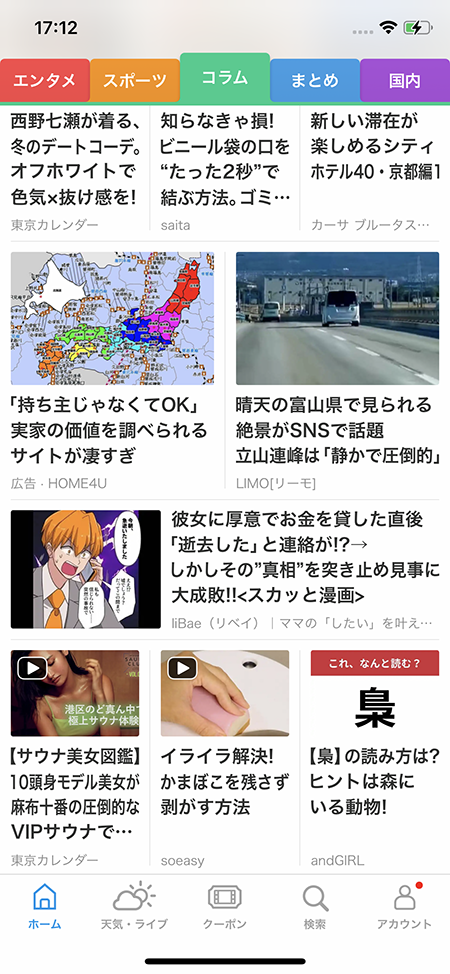 17:12
エンタメ
スポーツ
コラム
まとめ
国内
西野七瀬が着る、
冬のデートコーデ。
オフホワイトで
色気×抜け感を!
東京カレンダー
知らなきゃ損!
ビニール袋の口を
“たった2秒”で
結ぶ方法。ゴミ…
saita
新しい滞在が
楽しめるシティ
ホテル40・京都編1
カーサ ブルータス…
「持ち主じゃなくてOK」
実家の価値を調べられる
サイトが凄すぎ
広告・HOME4U
晴天の富山県で見られる
絶景がSNSで話題
立山連峰は「静かで圧倒的」
LIMO[リーモ]
今朝、
急逝いたしました
彼女に厚意でお金を貸した直後
「逝去した」と連絡が!?→
しかしその”真相”を突き止め見事に
大成敗!!<スカッと漫画>
liBae（リベイ）｜ママの「したい」を叶え…
港区のど真ん中で
極上サウナ体験
【サウナ美女図鑑】
10頭身モデル美女が
麻布十番の圧倒的な
VIPサウナで…
東京カレンダー
イライラ解決!
かまぼこを残さず
剥がす方法
soeasy
これ、なんと読む？
梟
【梟】の読み方は?
ヒントは森に
いる動物!
andGIRL
ホーム
天気・ライブ
クーポン
検索
アカウント